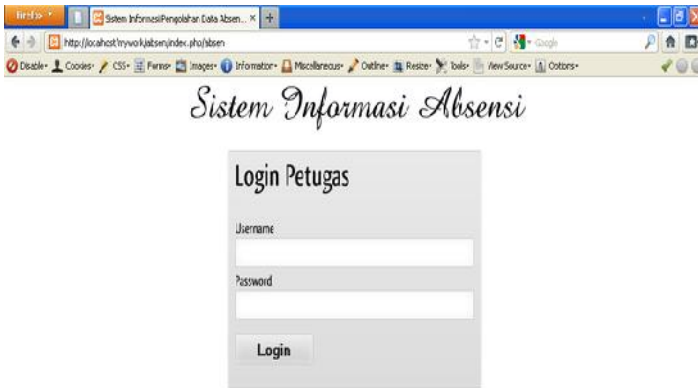 Firefox
Sistem InformasiPengolahan Data Absen...
http://localhost/mywork/absen/index.php/absen
Google
Disable Cookies CSS Forms Images Information Miscellaneous Outline Resize Tools View Source Options
Sistem Informasi Absensi
Login Petugas
Username
Password
Login